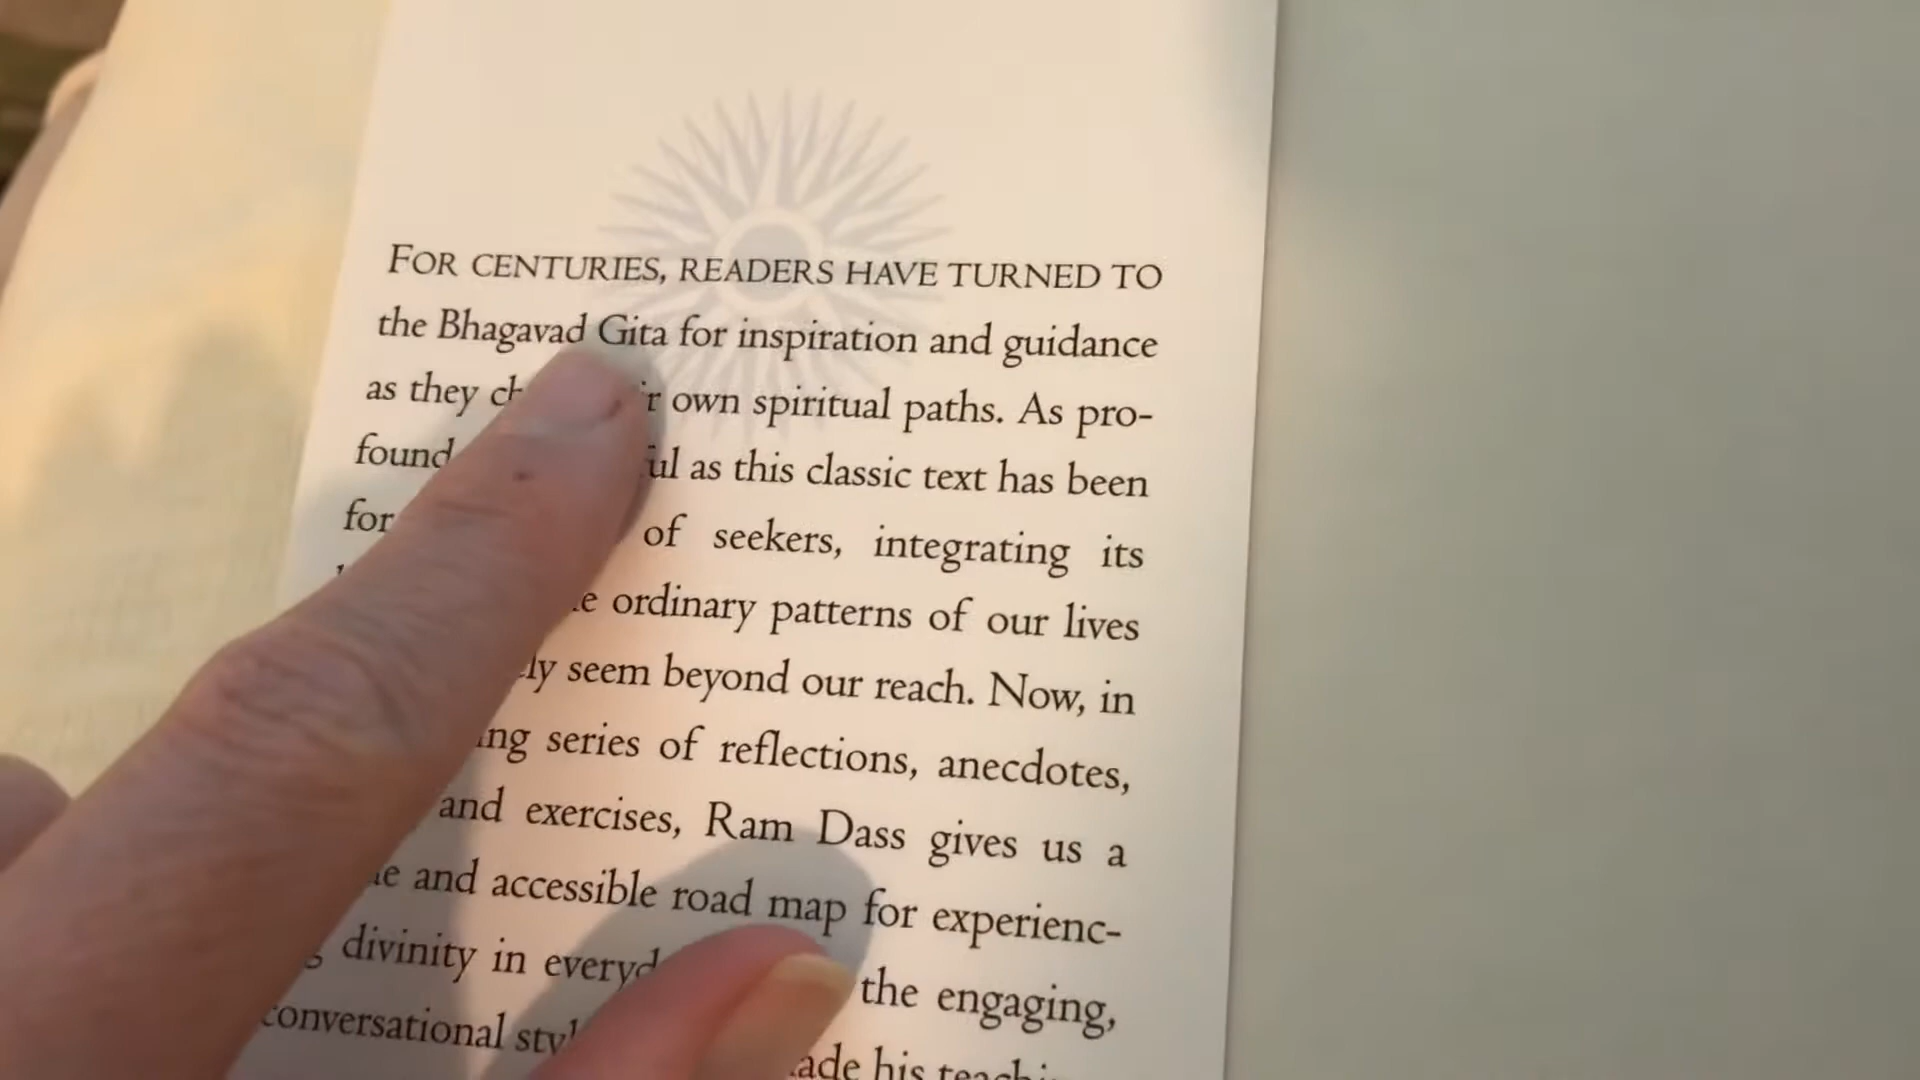 FOR CENTURIES, READERS HAVE TURNED TO
the Bhagavad Gita for inspiration and guidance
as they own spiritual paths. As pro-
found as this classic text has been
for of seekers, integrating its
ordinary patterns of our lives
seem beyond our reach. Now, in
series of reflections, anecdotes,
and exercises, Ram Dass gives us a
and accessible road map for experienc-
divinity in the engaging,
conversational
his